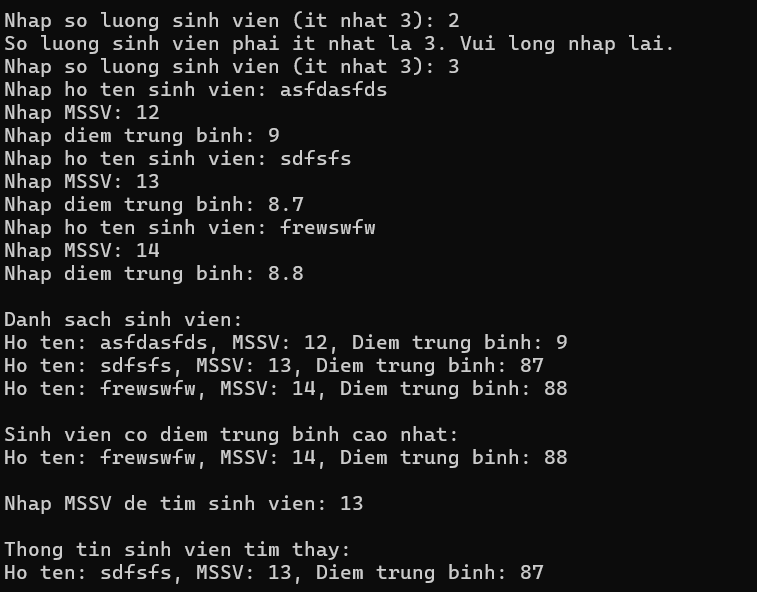 Nhap so luong sinh vien (it nhat 3): 2
So luong sinh vien phai it nhat la 3. Vui long nhap lai.
Nhap so luong sinh vien (it nhat 3): 3
Nhap ho ten sinh vien: asfdasfds
Nhap MSSV: 12
Nhap diem trung binh: 9
Nhap ho ten sinh vien: sdfsfs
Nhap MSSV: 13
Nhap diem trung binh: 8.7
Nhap ho ten sinh vien: frewswfw
Nhap MSSV: 14
Nhap diem trung binh: 8.8
Danh sach sinh vien:
Ho ten: asfdasfds, MSSV: 12, Diem trung binh: 9
Ho ten: sdfsfs, MSSV: 13, Diem trung binh: 87
Ho ten: frewswfw, MSSV: 14, Diem trung binh: 88
Sinh vien co diem trung binh cao nhat:
Ho ten: frewswfw, MSSV: 14, Diem trung binh: 88
Nhap MSSV de tim sinh vien: 13
Thong tin sinh vien tim thay:
Ho ten: sdfsfs, MSSV: 13, Diem trung binh: 87